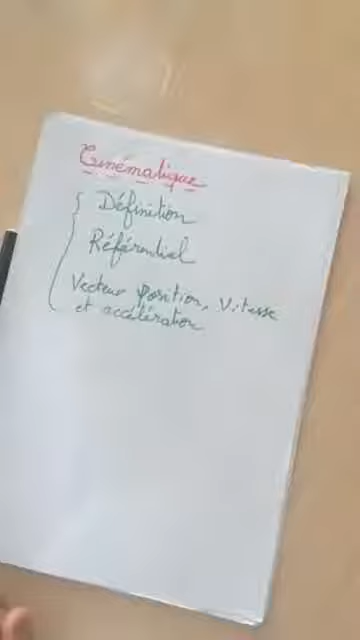 Cinématique
Définition
Référentiel
Vecteur position, Vitesse
et accélération